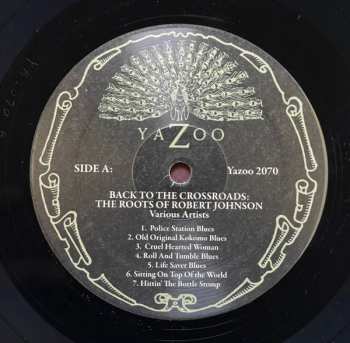 YAZOO
SIDE A:
Yazoo 2070
BACK TO THE CROSSROADS:
THE ROOTS OF ROBERT JOHNSON
Various Artists
1. Police Station Blues
2. Old Original Kokomo Blues
3. Cruel Hearted Woman
4. Roll And Tumble Blues
5. Life Saver Blues
6. Sitting On Top Of the World
7. Hittin' The Bottle Stomp